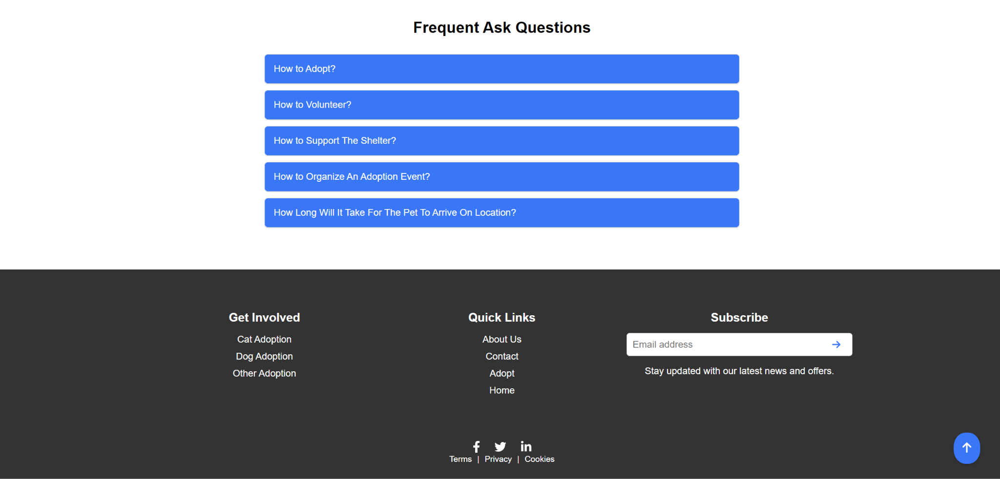 Frequent Ask Questions
How to Adopt?
How to Volunteer?
How to Support The Shelter?
How to Organize An Adoption Event?
How Long Will It Take For The Pet To Arrive On Location?
Get Involved
Cat Adoption
Dog Adoption
Other Adoption
Quick Links
About Us
Contact
Adopt
Home
Subscribe
Email address
Stay updated with our latest news and offers.
Terms | Privacy | Cookies